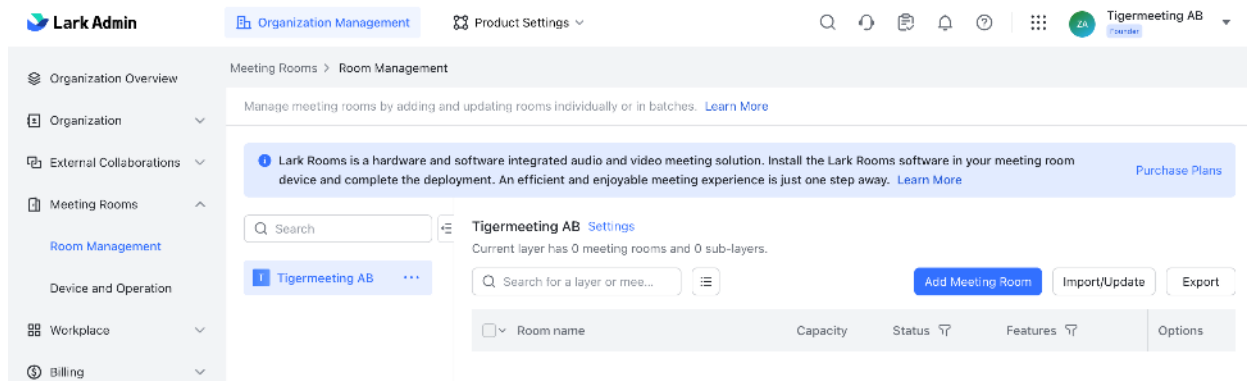 Lark Admin
Organization Management
Product Settings
ZA
Tigermeeting AB
Founder
Organization Overview
Organization
External Collaborations
Meeting Rooms
Room Management
Device and Operation
Workplace
Billing
Meeting Rooms > Room Management
Manage meeting rooms by adding and updating rooms individually or in batches. Learn More
Lark Rooms is a hardware and software integrated audio and video meeting solution. Install the Lark Rooms software in your meeting room
device and complete the deployment. An efficient and enjoyable meeting experience is just one step away. Learn More
Purchase Plans
Search
T Tigermeeting AB ...
Tigermeeting AB Settings
Current layer has 0 meeting rooms and 0 sub-layers.
Search for a layer or mee...
Add Meeting Room
Import/Update
Export
Room name
Capacity
Status
Features
Options